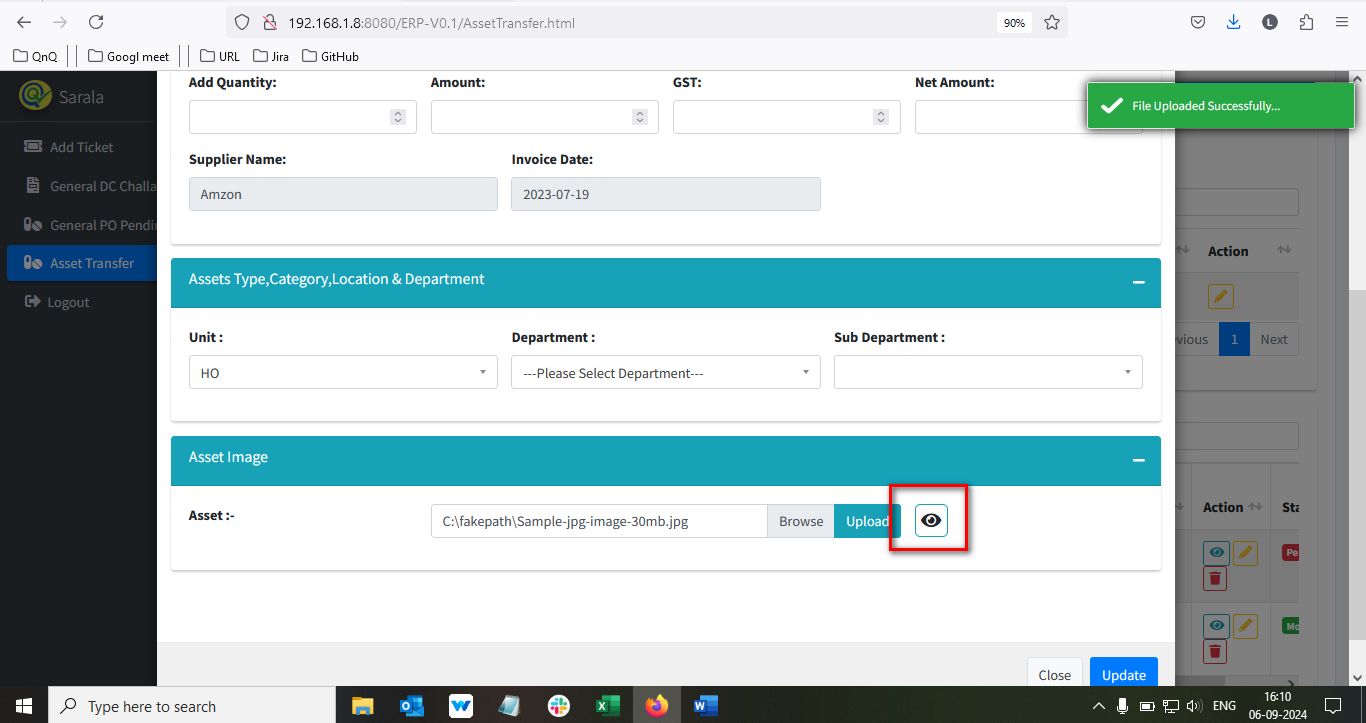 192.168.1.8:8080/ERP-V0.1/AssetTransfer.html
90%
L
QnQ
Googl meet
URL
Jira
GitHub
Sarala
Add Ticket
General DC Challa
General PO Pendin
Asset Transfer
Logout
Add Quantity:
Amount:
GST:
Net Amount:
File Uploaded Successfully...
Supplier Name:
Invoice Date:
Amzon
2023-07-19
Assets Type,Category,Location & Department
Unit :
Department :
Sub Department :
HO
---Please Select Department---
Asset Image
Asset :-
C:\fakepath\Sample-jpg-image-30mb.jpg
Browse
Upload
Close
Update
Action
vious
1
Next
Action
Sta
Pe
Mo
Type here to search
ENG
16:10
06-09-2024